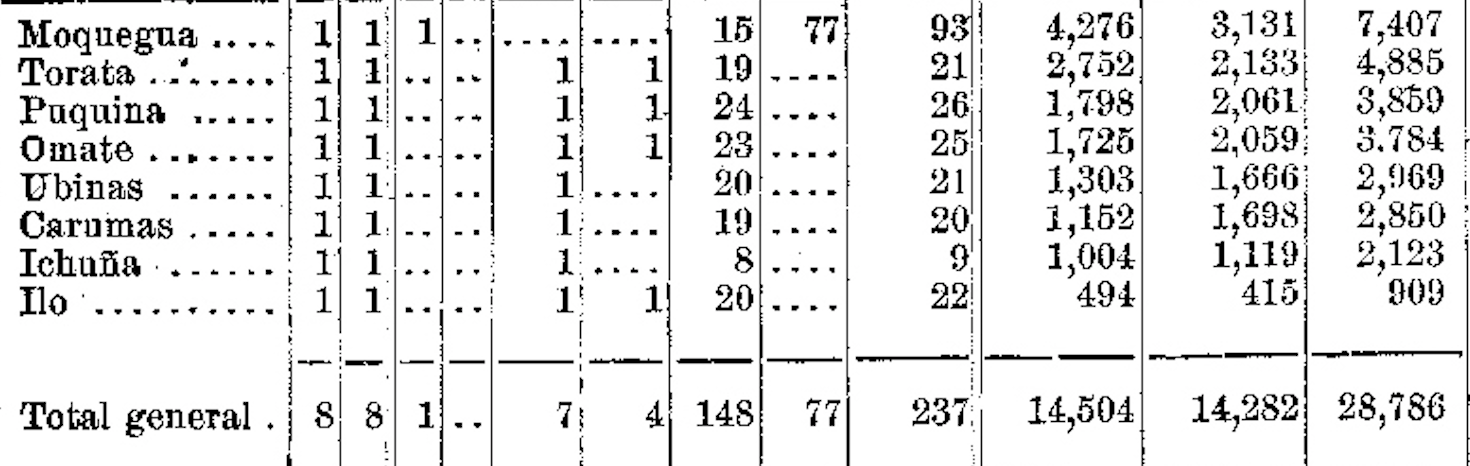 Moquegua .... 1 1 1 .. .... .... 15 77 93 4,276 3,131 7,407
Torata ....... 1 1 .. .. 1 1 19 .... 21 2,752 2,133 4,885
Puquina ..... 1 1 .. .. 1 1 24 .... 26 1,798 2,061 3,859
Omate ....... 1 1 .. .. 1 1 23 .... 25 1,725 2,059 3.784
Ubinas ...... 1 1 .. .. 1 .... 20 .... 21 1,303 1,666 2,969
Carumas ..... 1 1 .. .. 1 .... 19 .... 20 1,152 1,698 2,850
Ichuña ...... 1 1 .. .. 1 .... 8 .... 9 1,004 1,119 2,123
Ilo .......... 1 1 .. .. 1 1 20 .... 22 494 415 909
Total general . 8 8 1 .. 7 4 148 77 237 14,504 14,282 28,786